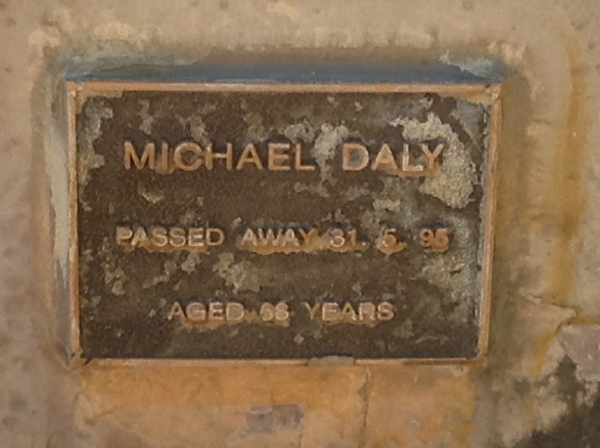 MICHAEL DALY
PASSED AWAY 31. 5. 95
AGED 68 YEARS